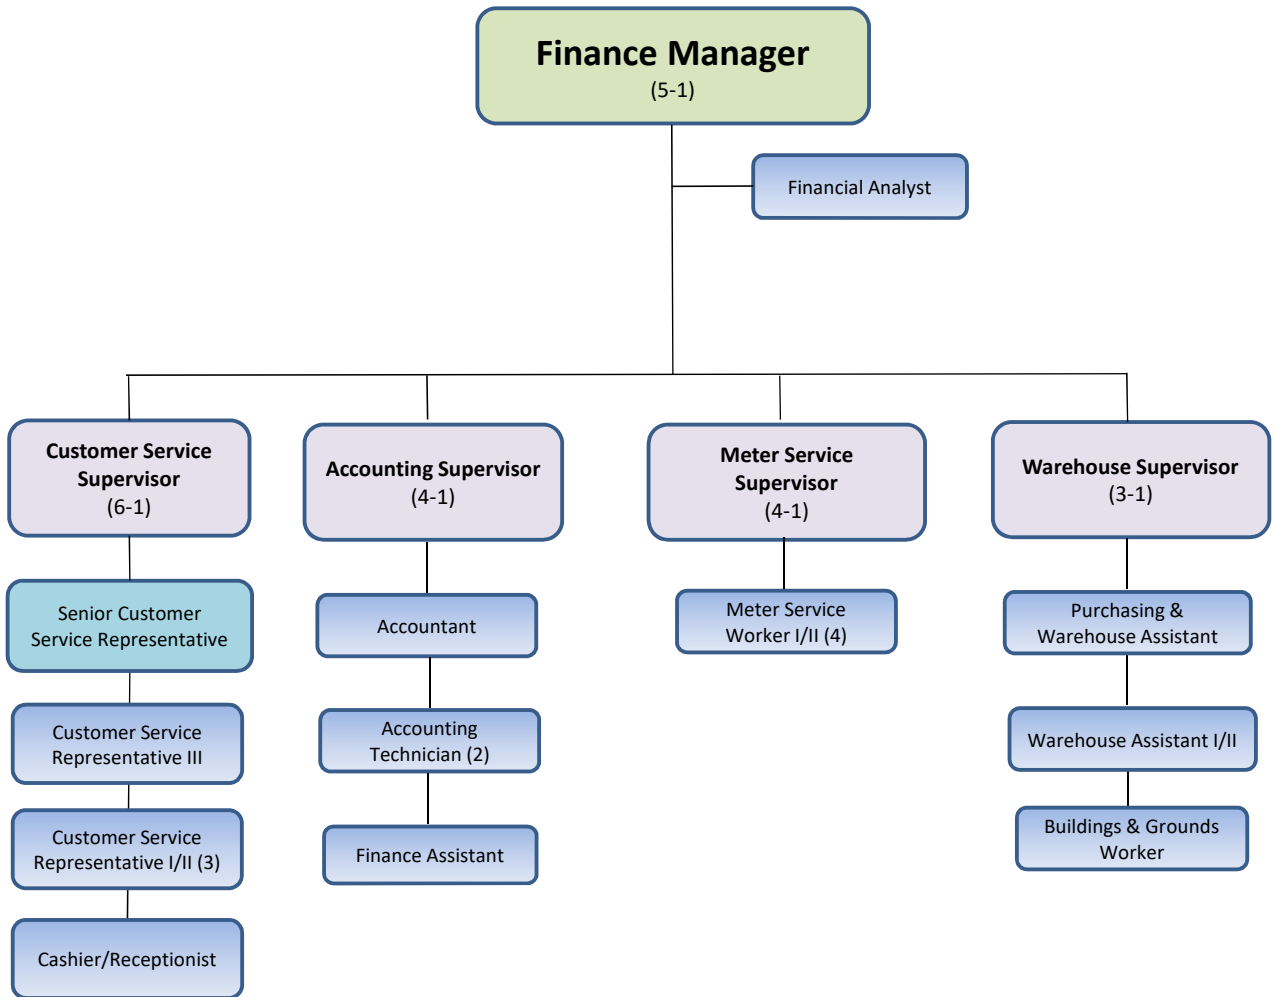 Finance Manager
(5-1)
Financial Analyst
Customer Service
Supervisor
(6-1)
Senior Customer
Service Representative
Customer Service
Representative III
Customer Service
Representative I/II (3)
Cashier/Receptionist
Accounting Supervisor
(4-1)
Accountant
Accounting
Technician (2)
Finance Assistant
Meter Service
Supervisor
(4-1)
Meter Service
Worker I/II (4)
Warehouse Supervisor
(3-1)
Purchasing &
Warehouse Assistant
Warehouse Assistant I/II
Buildings & Grounds
Worker